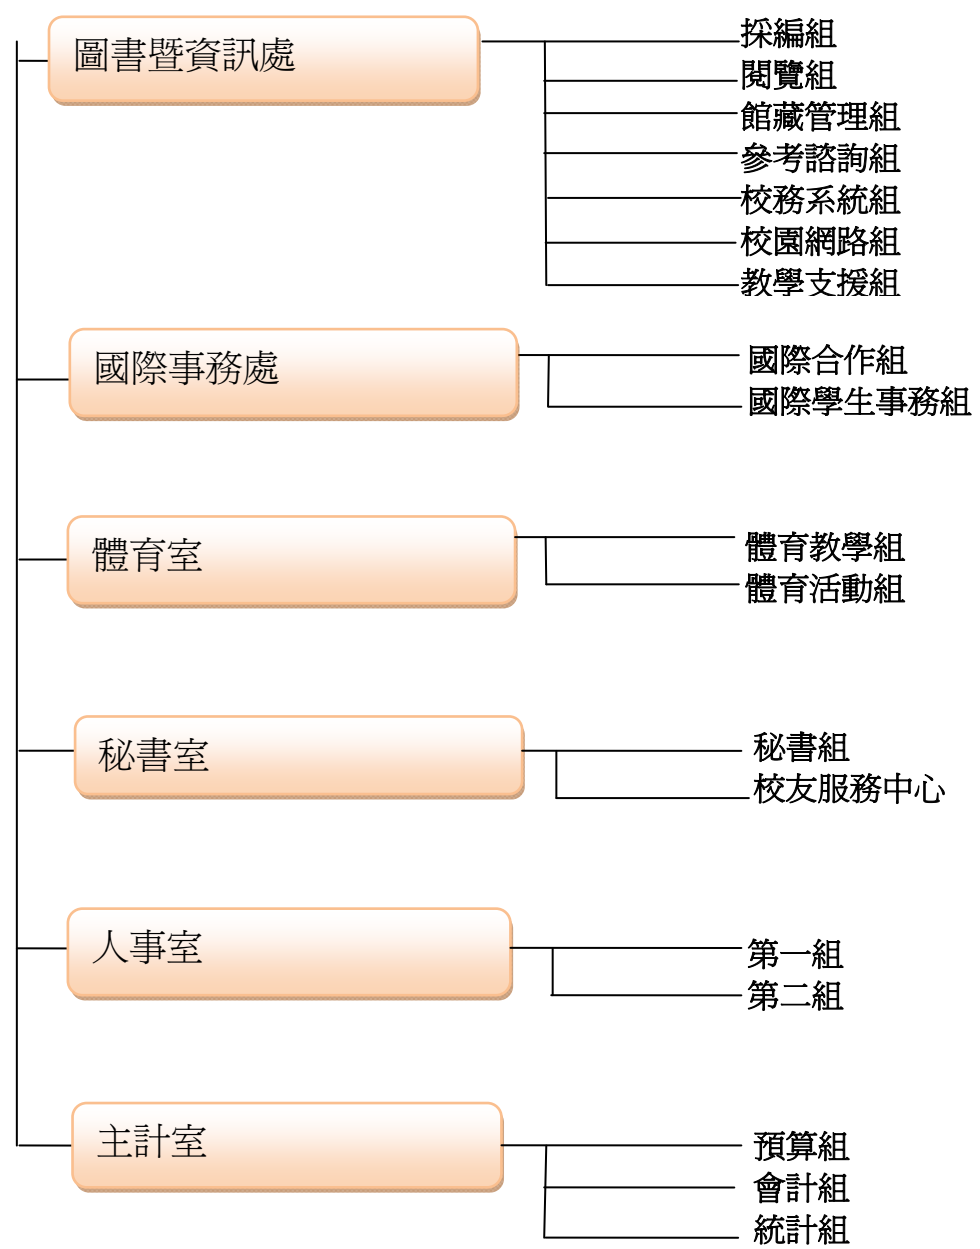 圖書暨資訊處
採編組
閱覽組
館藏管理組
參考諮詢組
校務系統組
校園網路組
教學支援組
國際事務處
國際合作組
國際學生事務組
體育室
體育教學組
體育活動組
秘書室
秘書組
校友服務中心
人事室
第一組
第二組
主計室
預算組
會計組
統計組